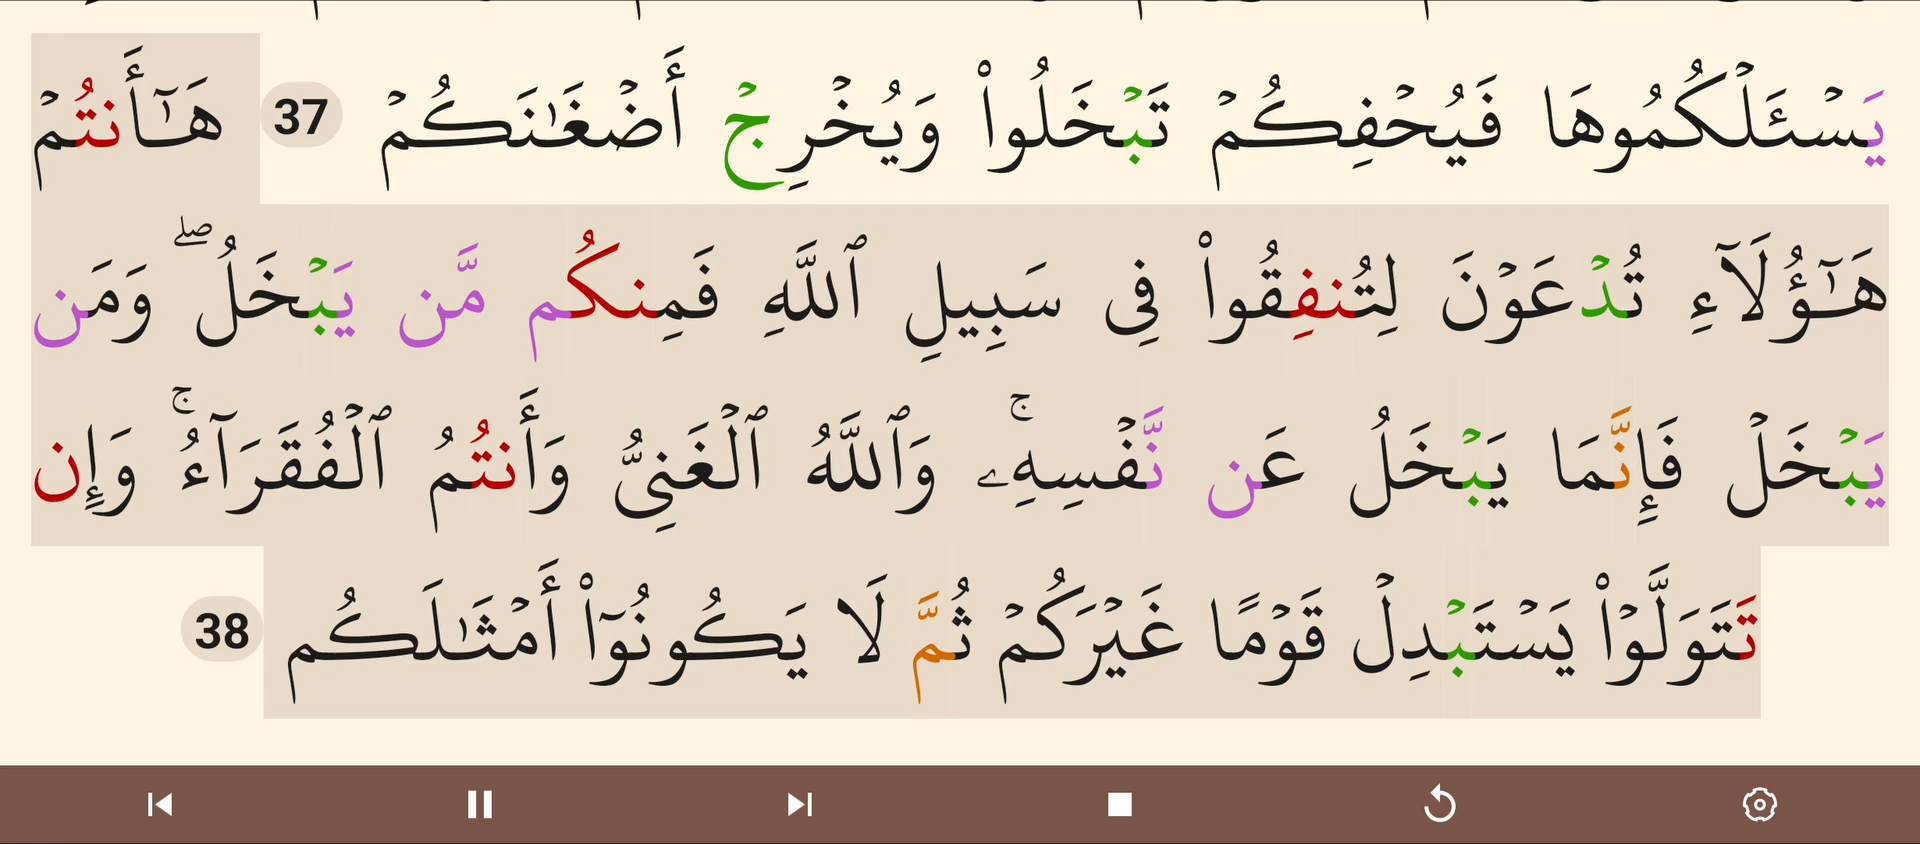 يَسْـَٔلْكُمُوهَا فَيُحْفِكُمْ تَبْخَلُوا۟ وَيُخْرِجْ أَضْغَـٰنَكُمْ 37 هَـٰٓأَنتُمْ
هَـٰٓؤُلَآءِ تُدْعَوْنَ لِتُنفِقُوا۟ فِى سَبِيلِ ٱللَّهِ فَمِنكُم مَّن يَبْخَلُ ۖ وَمَن
يَبْخَلْ فَإِنَّمَا يَبْخَلُ عَن نَّفْسِهِۦ ۚ وَٱللَّهُ ٱلْغَنِىُّ وَأَنتُمُ ٱلْفُقَرَآءُ ۚ وَإِن
تَتَوَلَّوْا۟ يَسْتَبْدِلْ قَوْمًا غَيْرَكُمْ ثُمَّ لَا يَكُونُوٓا۟ أَمْثَـٰلَكُم 38